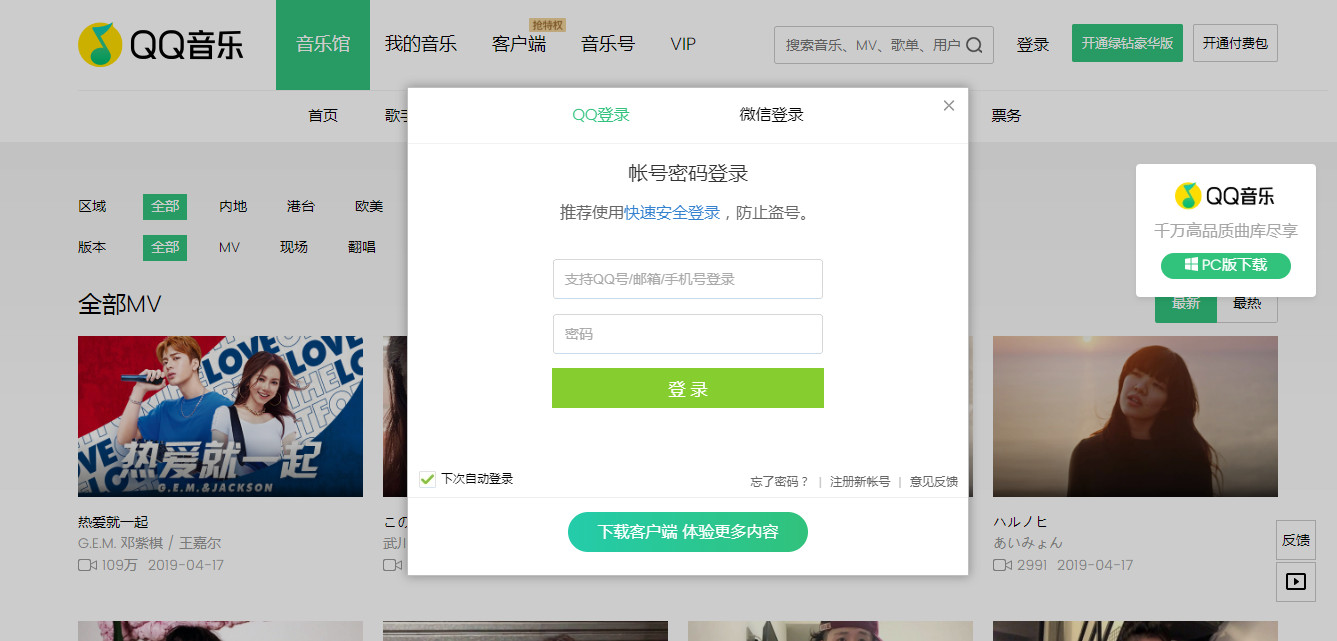 QQ音乐
音乐馆
我的音乐
客户端
抢特权
音乐号
VIP
搜索音乐、MV、歌单、用户
登录
开通绿钻豪华版
开通付费包
首页
歌手
票务
QQ登录
微信登录
帐号密码登录
推荐使用快速安全登录，防止盗号。
支持QQ号/邮箱/手机号登录
密码
登 录
下次自动登录
忘了密码？ | 注册新帐号 | 意见反馈
下载客户端 体验更多内容
区域 全部 内地 港台 欧美
版本 全部 MV 现场 翻唱
QQ音乐
千万高品质曲库尽享
PC版下载
全部MV
最新 最热
热爱就一起
G.E.M.&JACKSON
热爱就一起
G.E.M. 邓紫棋 / 王嘉尔
109万 2019-04-17
この
武川
ハルノヒ
あいみょん
2991 2019-04-17
反馈